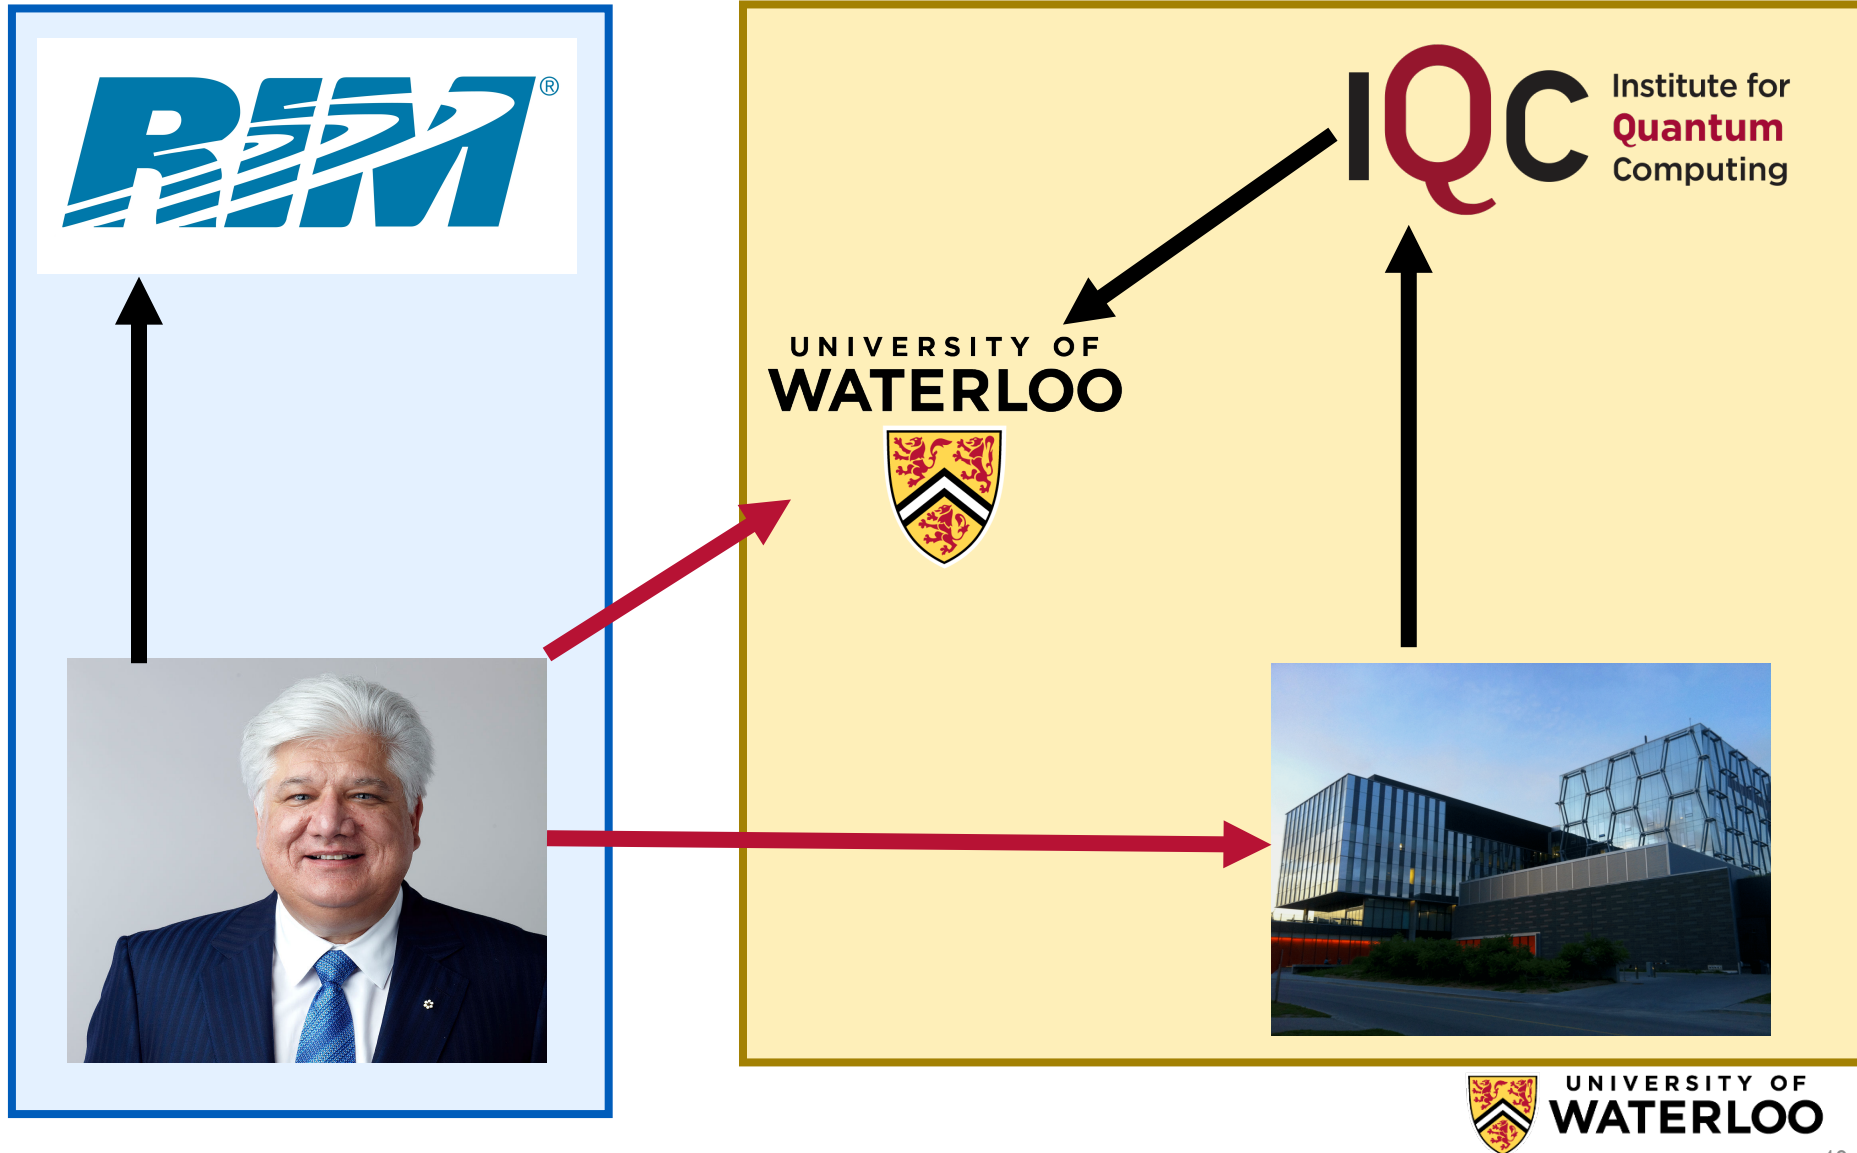 RIM®
IQC
Institute for
Quantum
Computing
UNIVERSITY OF
WATERLOO
UNIVERSITY OF
WATERLOO